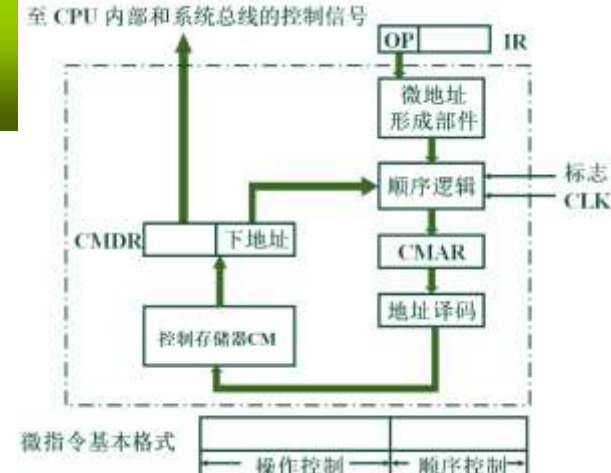 至 CPU 内部和系统总线的控制信号
OP
IR
微地址
形成部件
顺序逻辑
标志
CLK
CMDR
下地址
CMAR
地址译码
控制存储器CM
微指令基本格式
操作控制
顺序控制